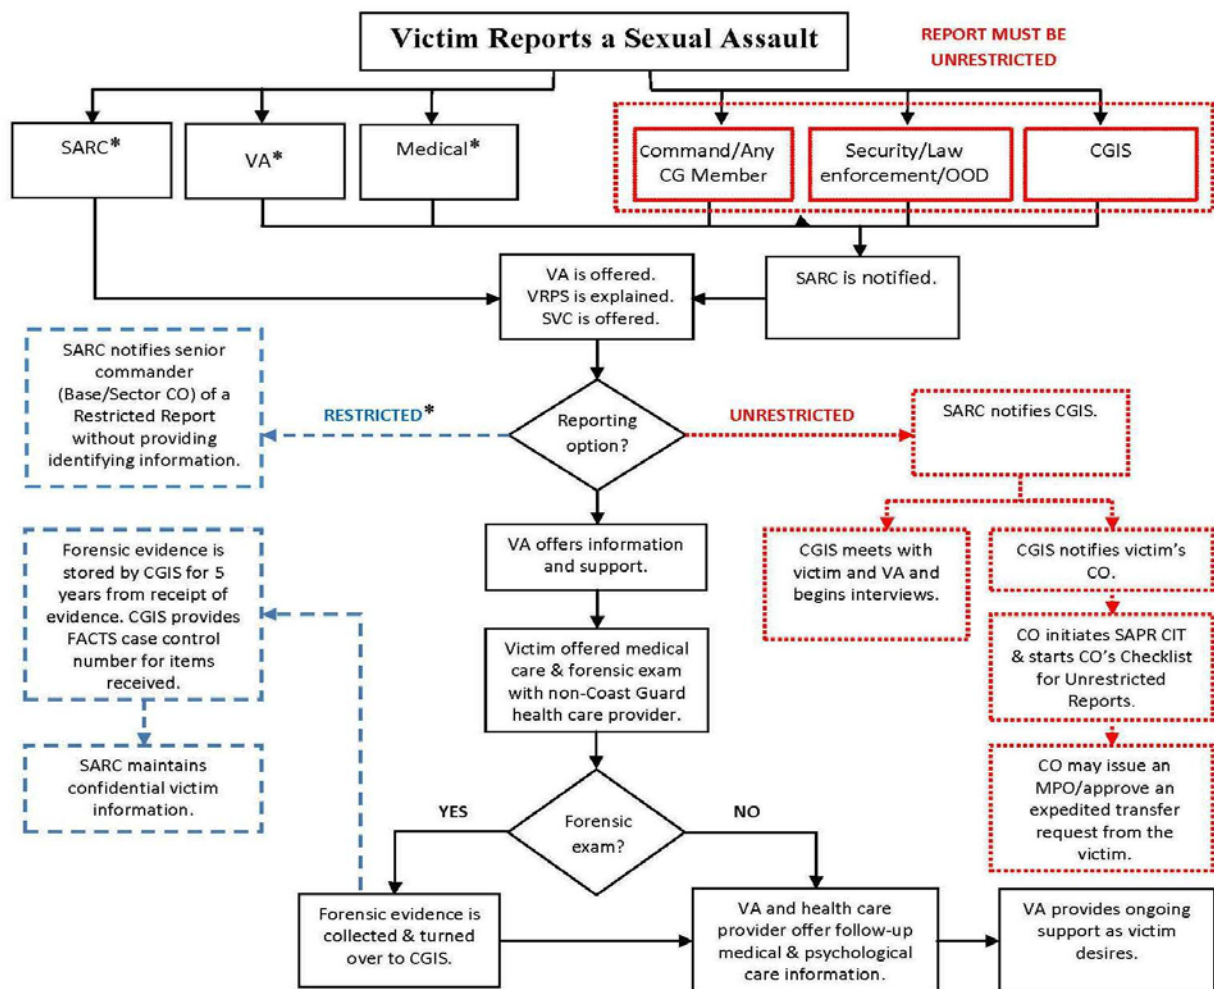 Victim Reports a Sexual Assault
REPORT MUST BE
UNRESTRICTED
SARC*
VA*
Medical*
Command/Any
CG Member
Security/Law
enforcement/OOD
CGIS
VA is offered.
VRPS is explained.
SVC is offered.
SARC is notified.
SARC notifies senior
commander
(Base/Sector CO) of a
Restricted Report
without providing
identifying information.
RESTRICTED*
Reporting
option?
UNRESTRICTED
SARC notifies CGIS.
Forensic evidence is
stored by CGIS for 5
years from receipt of
evidence. CGIS provides
FACTS case control
number for items
received.
VA offers information
and support.
CGIS meets with
victim and VA and
begins interviews.
CGIS notifies victim's
CO.
CO initiates SAPR CIT
& starts CO's Checklist
for Unrestricted
Reports.
Victim offered medical
care & forensic exam
with non-Coast Guard
health care provider.
SARC maintains
confidential victim
information.
CO may issue an
MPO/approve an
expedited transfer
request from the
victim.
YES
Forensic
exam?
NO
Forensic evidence is
collected & turned
over to CGIS.
VA and health care
provider offer follow-up
medical & psychological
care information.
VA provides ongoing
support as victim
desires.